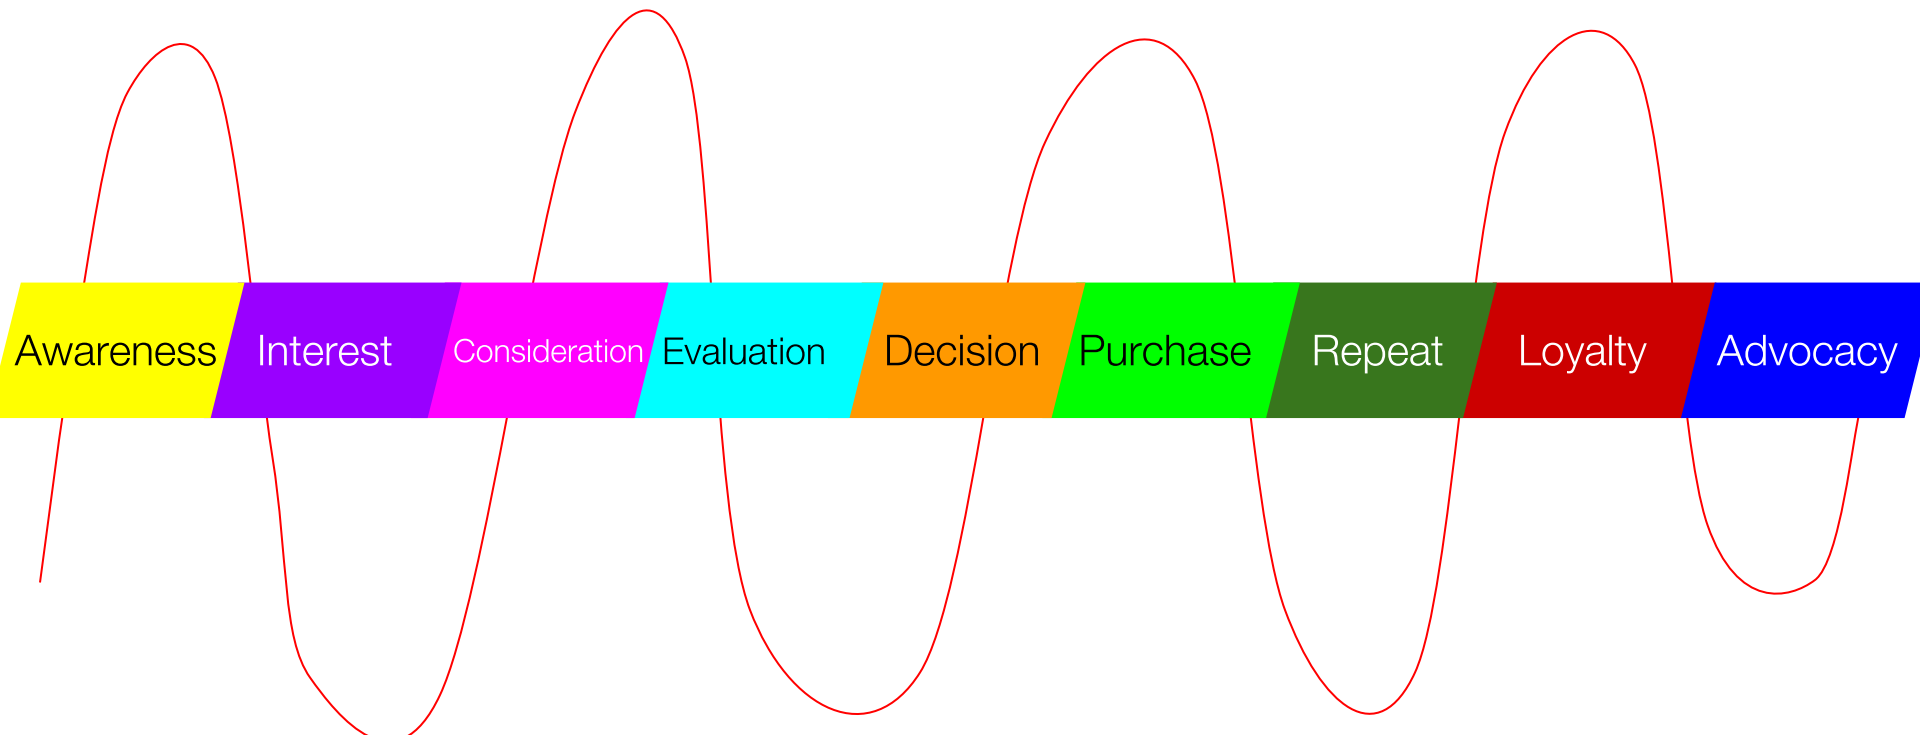 Awareness
Interest
Consideration
Evaluation
Decision
Purchase
Repeat
Loyalty
Advocacy